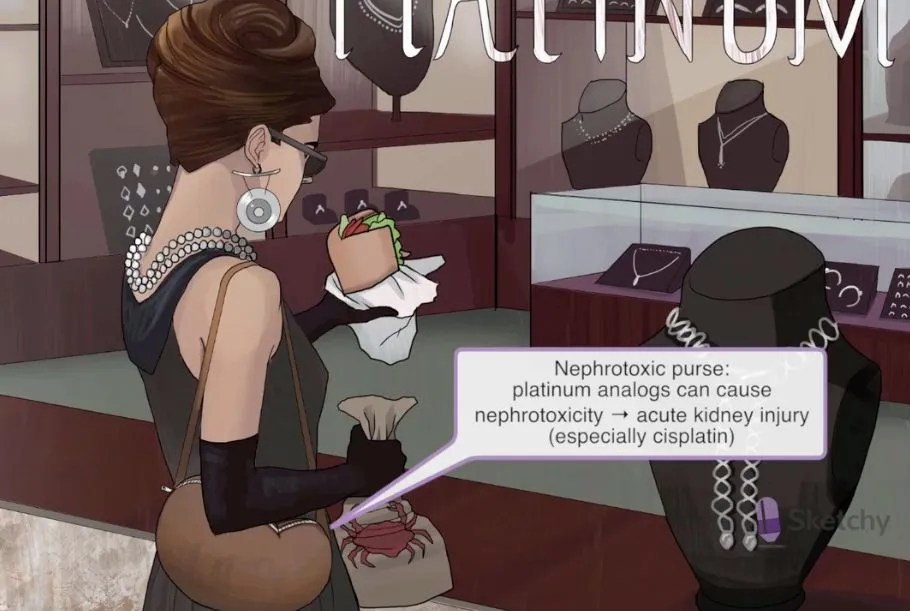 PLATINUM
Nephrotoxic purse:
platinum analogs can cause
nephrotoxicity → acute kidney injury
(especially cisplatin)
Sketchy